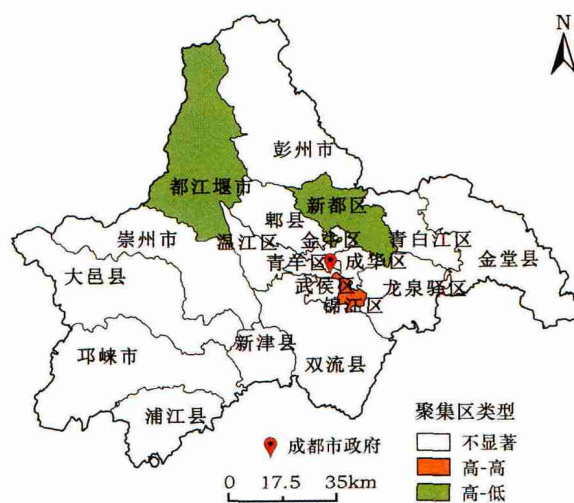 N
彭州市
都江堰市
新都区
郫县
崇州市
温江区
金牛区
青白江区
青羊区
成华区
金堂县
大邑县
武侯区
龙泉驿区
锦江区
新津县
邛崃市
双流县
浦江县
聚集区类型
成都市政府
不显著
高-高
0 17.5 35km
高-低